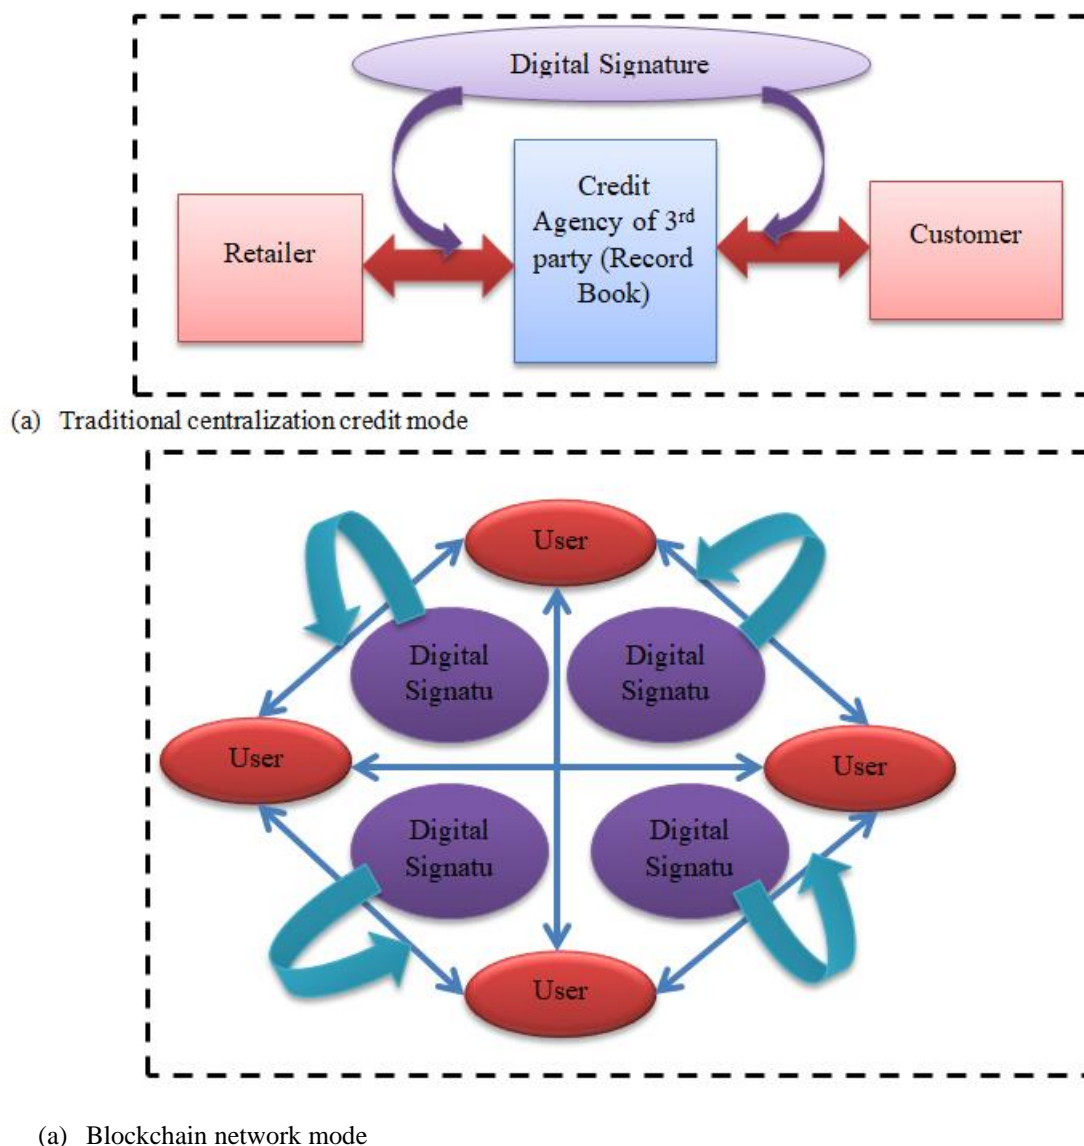 Digital Signature
Retailer
Credit
Agency of 3rd
party (Record
Book)
Customer
(a) Traditional centralization credit mode
User
Digital
Signatu
Digital
Signatu
User
User
Digital
Signatu
Digital
Signatu
User
(a) Blockchain network mode